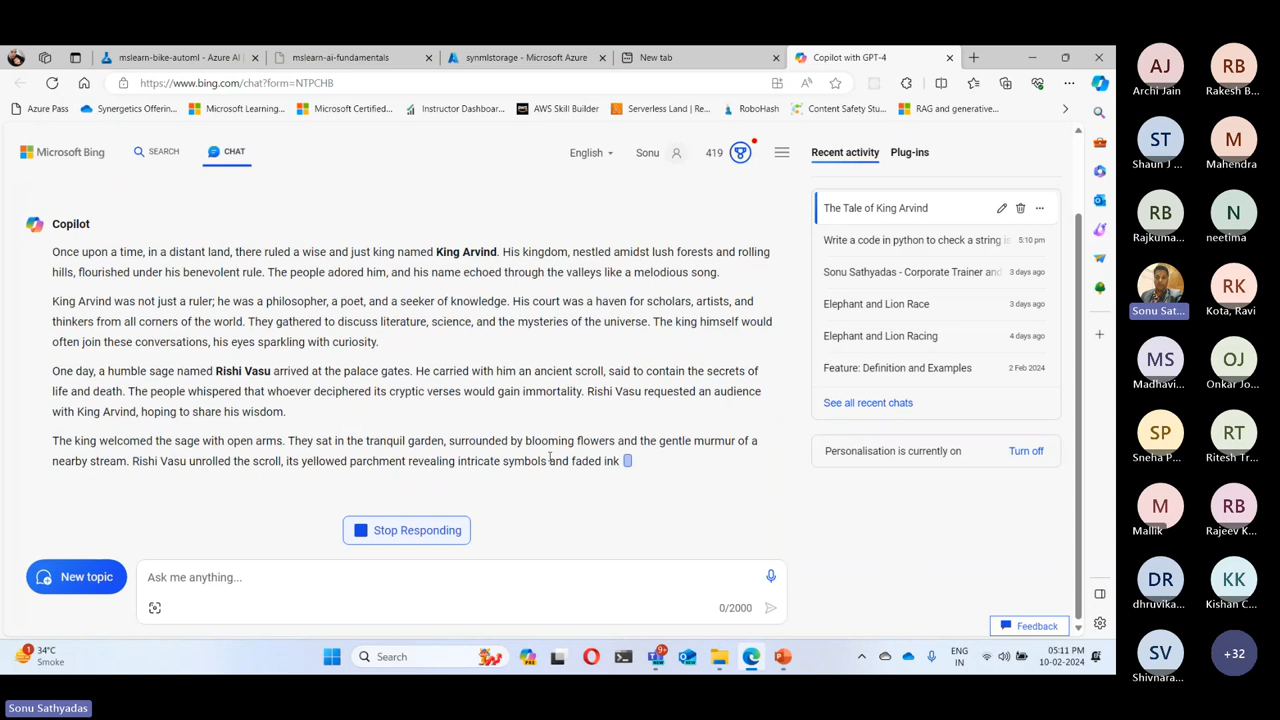 mslearn-bike-automl - Azure AI |
mslearn-ai-fundamentals
synmlstorage - Microsoft Azure
New tab
Copilot with GPT-4
https://www.bing.com/chat?form=NTPCHB
Azure Pass
Synergetics Offerin...
Microsoft Learning...
Microsoft Certified...
Instructor Dashboar...
AWS Skill Builder
Serverless Land | Re...
RoboHash
Content Safety Stu...
RAG and generative...
Microsoft Bing
SEARCH
CHAT
English
Sonu
419
Recent activity
Plug-ins
Copilot
Once upon a time, in a distant land, there ruled a wise and just king named King Arvind. His kingdom, nestled amidst lush forests and rolling
hills, flourished under his benevolent rule. The people adored him, and his name echoed through the valleys like a melodious song.
King Arvind was not just a ruler; he was a philosopher, a poet, and a seeker of knowledge. His court was a haven for scholars, artists, and
thinkers from all corners of the world. They gathered to discuss literature, science, and the mysteries of the universe. The king himself would
often join these conversations, his eyes sparkling with curiosity.
One day, a humble sage named Rishi Vasu arrived at the palace gates. He carried with him an ancient scroll, said to contain the secrets of
life and death. The people whispered that whoever deciphered its cryptic verses would gain immortality. Rishi Vasu requested an audience
with King Arvind, hoping to share his wisdom.
The king welcomed the sage with open arms. They sat in the tranquil garden, surrounded by blooming flowers and the gentle murmur of a
nearby stream. Rishi Vasu unrolled the scroll, its yellowed parchment revealing intricate symbols and faded ink
Stop Responding
New topic
Ask me anything...
0/2000
The Tale of King Arvind
Write a code in python to check a string is 5:10 pm
Sonu Sathyadas - Corporate Trainer and 3 days ago
Elephant and Lion Race 3 days ago
Elephant and Lion Racing 4 days ago
Feature: Definition and Examples 2 Feb 2024
See all recent chats
Personalisation is currently on Turn off
Feedback
1
34°C
Smoke
Search
PRE
9+
ENG
IN
05:11 PM
10-02-2024
AJ
Archi Jain
RB
Rakesh B...
ST
Shaun J ...
M
Mahendra
RB
Rajkuma...
N
neetima
Sonu Sat...
RK
Kota, Ravi
MS
Madhavi...
OJ
Onkar Jo...
SP
Sneha P...
RT
Ritesh Tr...
M
Mallik
RB
Rajeev K...
DR
dhruvika...
KK
Kishan C...
SV
Shivnara...
+32
Sonu Sathyadas